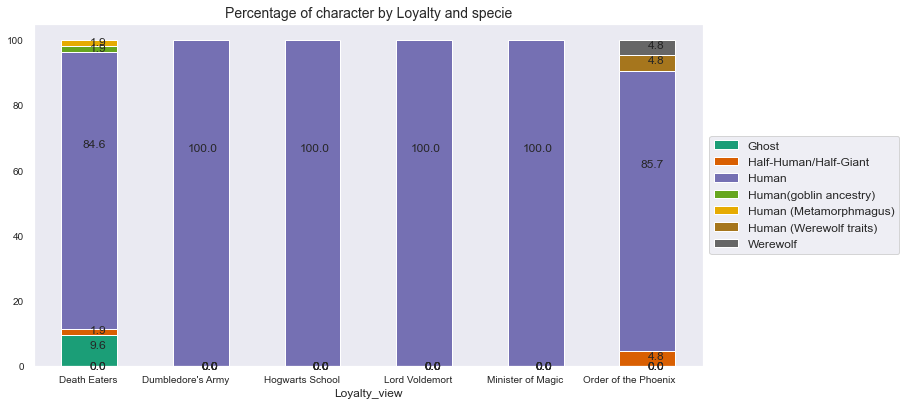 Percentage of character by Loyalty and specie
100
80
60
40
20
0
1.9
1.9
84.6
1.9
9.6
0.0
100.0
0.0
100.0
0.0
100.0
0.0
100.0
0.0
4.8
4.8
85.7
4.8
0.0
Death Eaters
Dumbledore's Army
Hogwarts School
Lord Voldemort
Minister of Magic
Order of the Phoenix
Loyalty_view
Ghost
Half-Human/Half-Giant
Human
Human(goblin ancestry)
Human (Metamorphmagus)
Human (Werewolf traits)
Werewolf